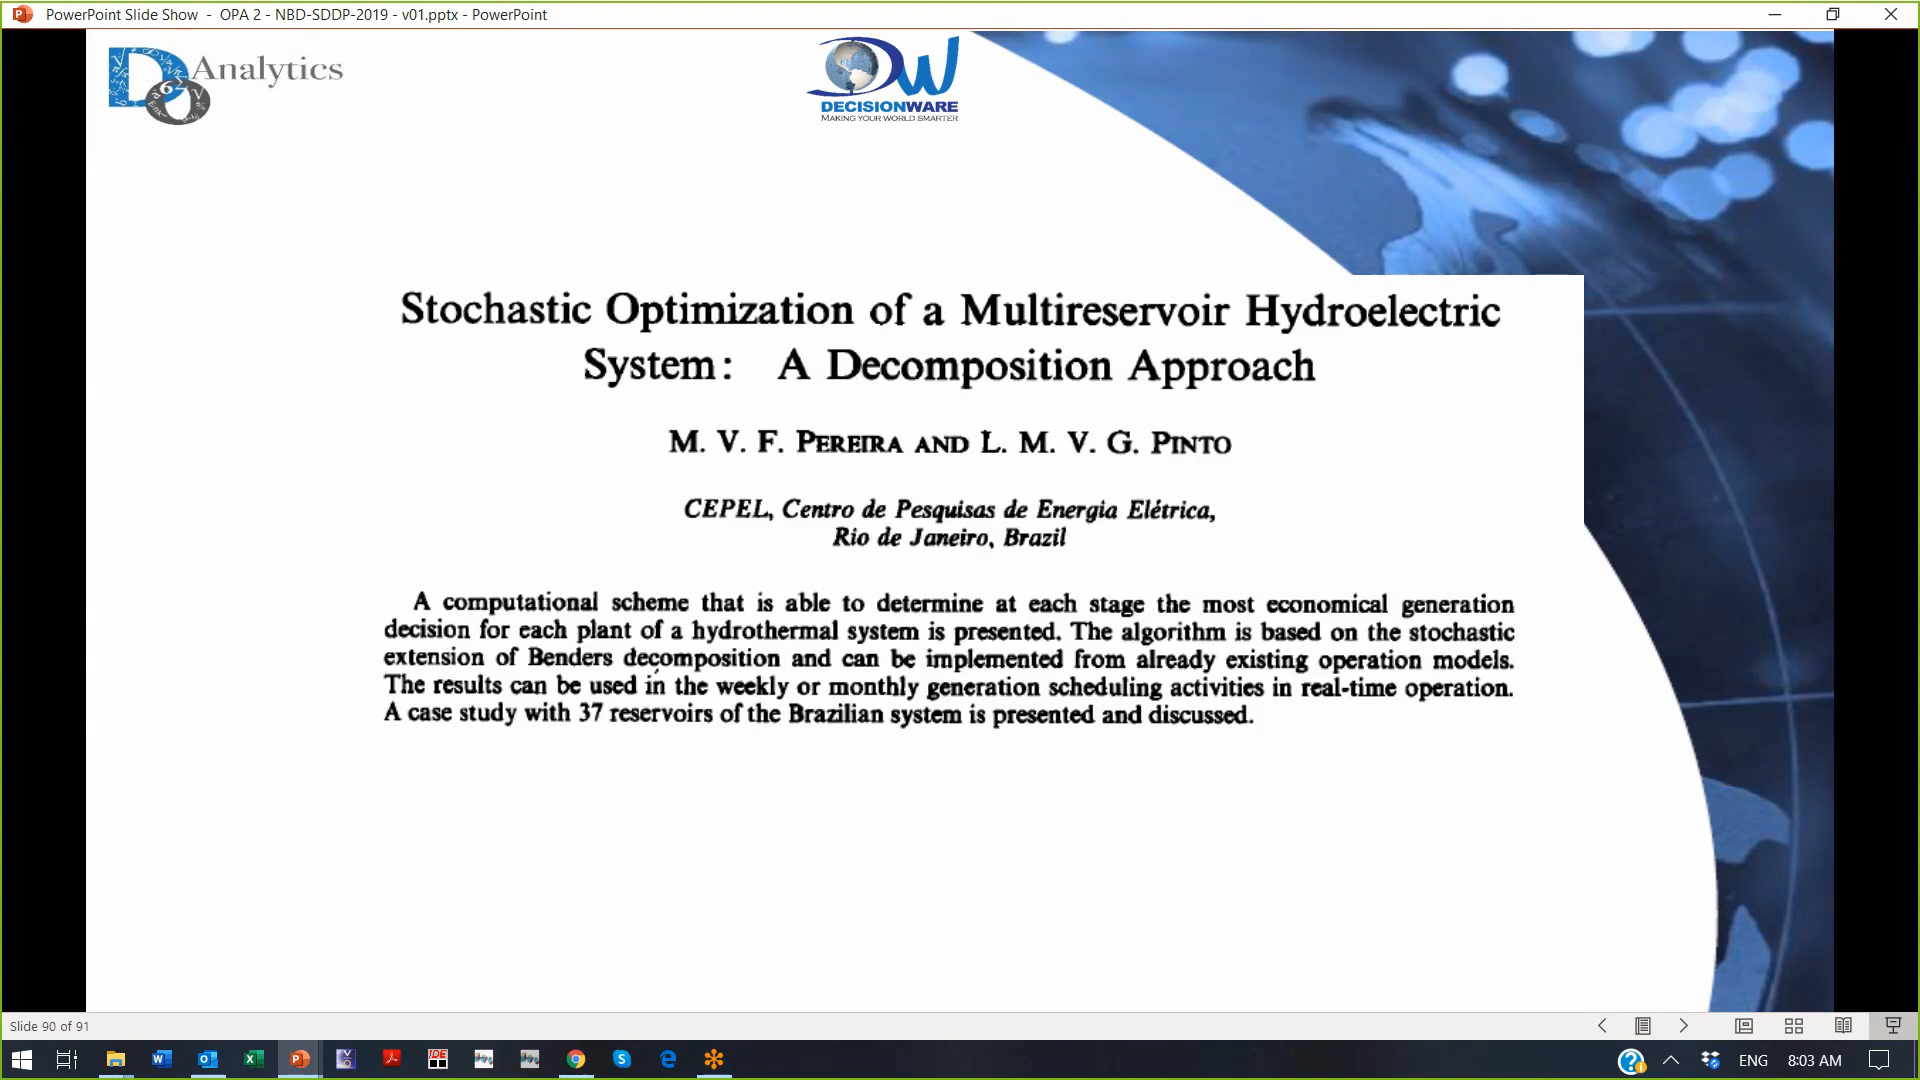 PowerPoint Slide Show - OPA 2 - NBD-SDDP-2019 - v01.pptx - PowerPoint
Analytics
DW
DECISIONWARE
MAKING YOUR WORLD SMARTER
Stochastic Optimization of a Multireservoir Hydroelectric
System: A Decomposition Approach
M. V. F. PEREIRA AND L. M. V. G. PINTO
CEPEL, Centro de Pesquisas de Energia Elétrica,
Rio de Janeiro, Brazil
A computational scheme that is able to determine at each stage the most economical generation
decision for each plant of a hydrothermal system is presented. The algorithm is based on the stochastic
extension of Benders decomposition and can be implemented from already existing operation models.
The results can be used in the weekly or monthly generation scheduling activities in real-time operation.
A case study with 37 reservoirs of the Brazilian system is presented and discussed.
Slide 90 of 91
ENG 8:03 AM